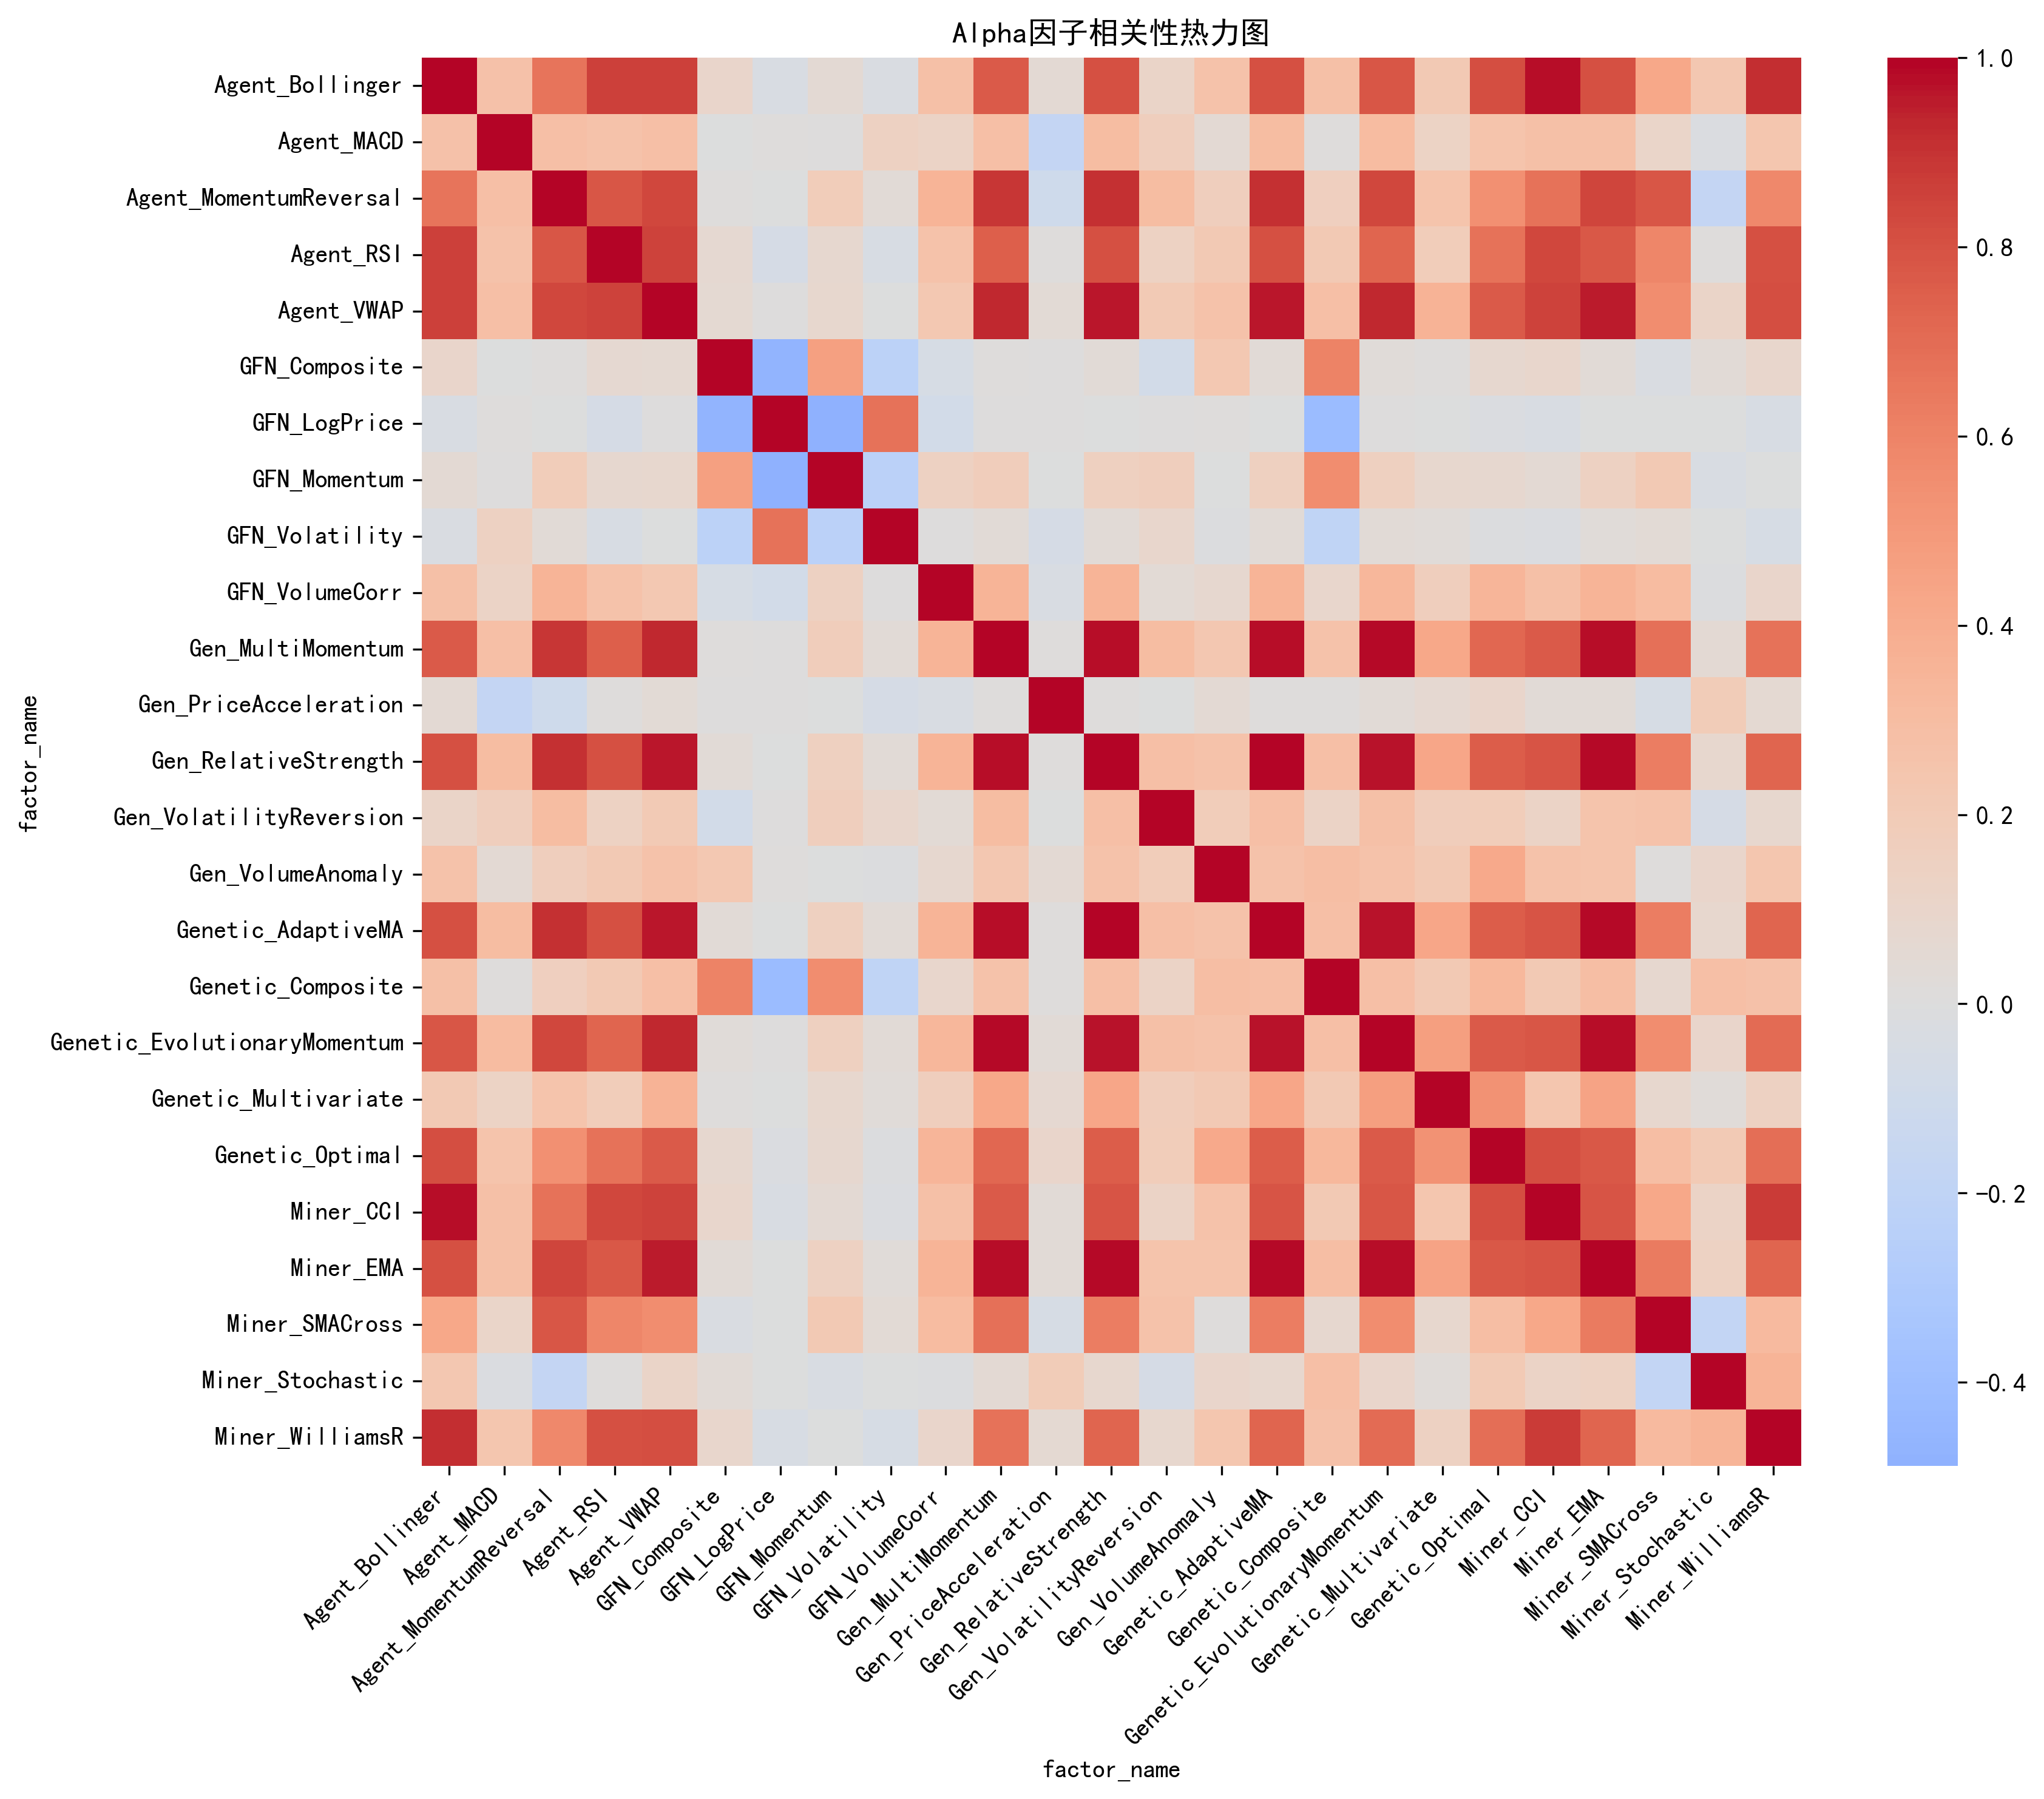 Alpha因子相关性热力图
factor_name
Agent_Bollinger
Agent_MACD
Agent_MomentumReversal
Agent_RSI
Agent_VWAP
GFN_Composite
GFN_LogPrice
GFN_Momentum
GFN_Volatility
GFN_VolumeCorr
Gen_MultiMomentum
Gen_PriceAcceleration
Gen_RelativeStrength
Gen_VolatilityReversion
Gen_VolumeAnomaly
Genetic_AdaptiveMA
Genetic_Composite
Genetic_EvolutionaryMomentum
Genetic_Multivariate
Genetic_Optimal
Miner_CCI
Miner_EMA
Miner_SMACross
Miner_Stochastic
Miner_WilliamsR
Agent_Bollinger
Agent_MACD
Agent_MomentumReversal
Agent_RSI
Agent_VWAP
GFN_Composite
GFN_LogPrice
GFN_Momentum
GFN_Volatility
GFN_VolumeCorr
Gen_MultiMomentum
Gen_PriceAcceleration
Gen_RelativeStrength
Gen_VolatilityReversion
Gen_VolumeAnomaly
Genetic_AdaptiveMA
Genetic_Composite
Genetic_EvolutionaryMomentum
Genetic_Multivariate
Genetic_Optimal
Miner_CCI
Miner_EMA
Miner_SMACross
Miner_Stochastic
Miner_WilliamsR
factor_name
1.0
0.8
0.6
0.4
0.2
0.0
−0.2
−0.4